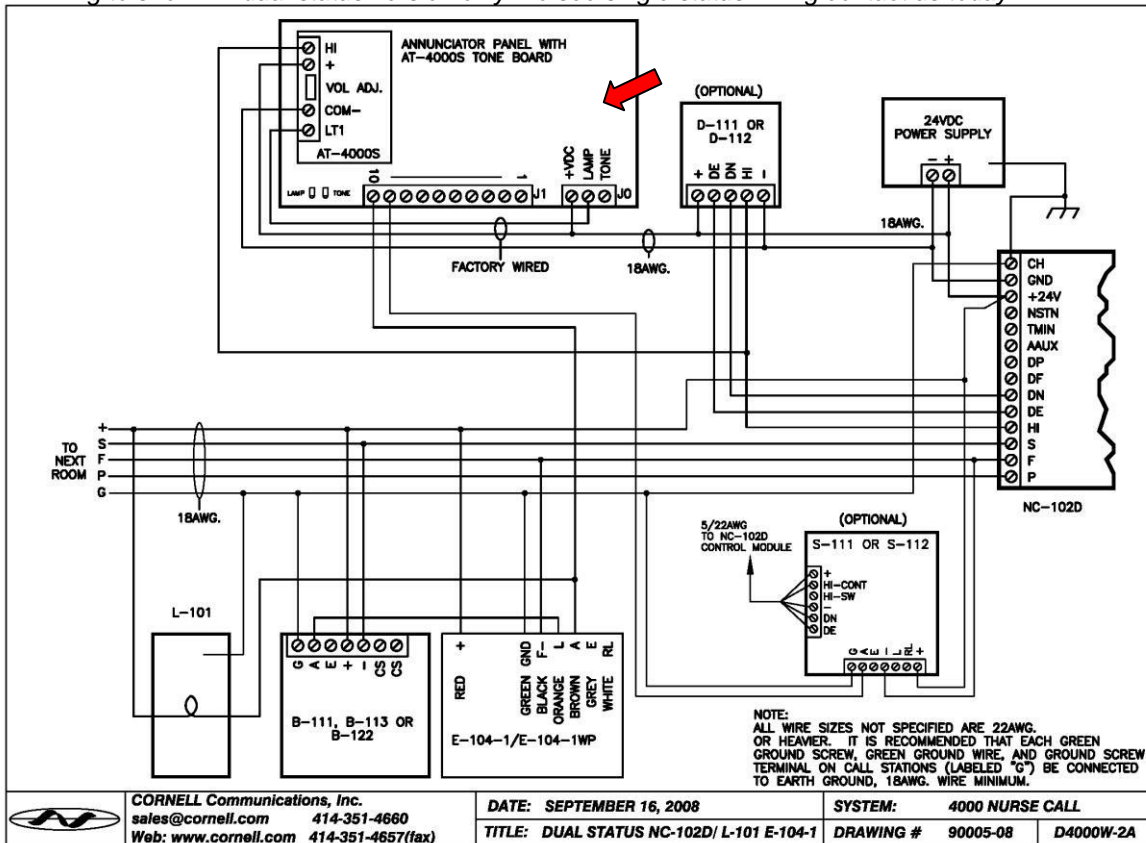 HI
+
VOL ADJ.
COM-
LT1
AT-4000S
ANNUNCIATOR PANEL WITH
AT-4000S TONE BOARD
LAMP
TONE
10
1
J1
+VDC
LAMP
TONE
J0
FACTORY WIRED
18AWG.
(OPTIONAL)
D-111 OR
D-112
+
DE
DN
HI
-
24VDC
POWER SUPPLY
- +
18AWG.
CH
GND
+24V
NSTN
TMIN
AAUX
DP
DF
DN
DE
HI
S
F
P
NC-102D
TO
NEXT
ROOM
+
S
F
P
G
18AWG.
L-101
G
A
E
+
-
CS
CS
B-111, B-113 OR
B-122
+
GND
F-
L
A
E
RL
RED
GREEN
BLACK
ORANGE
BROWN
GREY
WHITE
E-104-1/E-104-1WP
5/22AWG
TO NC-102D
CONTROL MODULE
(OPTIONAL)
S-111 OR S-112
+
HI-CONT
HI-SW
-
DN
DE
G
A
E
-
L
RL
+
NOTE:
ALL WIRE SIZES NOT SPECIFIED ARE 22AWG.
OR HEAVIER. IT IS RECOMMENDED THAT EACH GREEN
GROUND SCREW, GREEN GROUND WIRE, AND GROUND SCREW
TERMINAL ON CALL STATIONS (LABELED "G") BE CONNECTED
TO EARTH GROUND, 18AWG. WIRE MINIMUM.
CORNELL Communications, Inc.
sales@cornell.com 414-351-4660
Web: www.cornell.com 414-351-4657(fax)
DATE: SEPTEMBER 16, 2008
TITLE: DUAL STATUS NC-102D/ L-101 E-104-1
SYSTEM: 4000 NURSE CALL
DRAWING # 90005-08 D4000W-2A